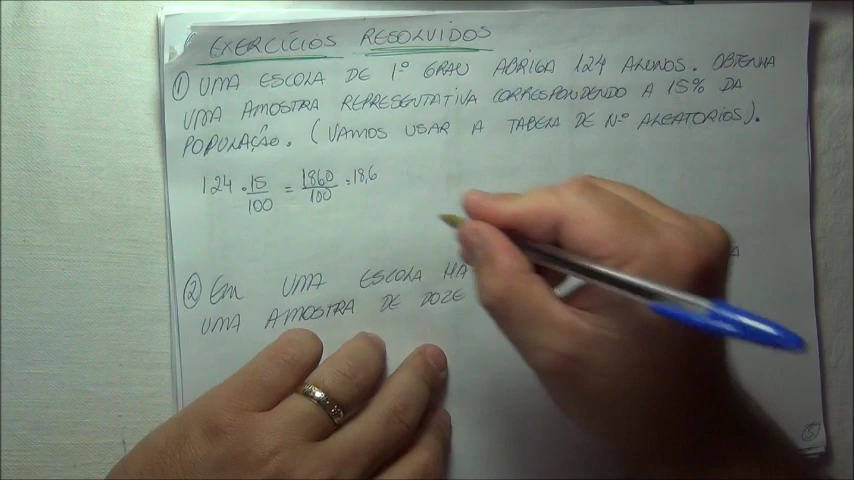 EXERCÍCIOS RESOLVIDOS
① UMA ESCOLA DE 1º GRAU ABRIGA 124 ALUNOS. OBTENHA
UMA AMOSTRA REPRESENTATIVA CORRESPONDENDO A 15% DA
POPULAÇÃO. (VAMOS USAR A TABELA DE Nº ALEATORIOS).
124 . 15/100 = 1860/100 = 18,6
② Em UMA ESCOLA HA
UMA AMOSTRA DE DOZE